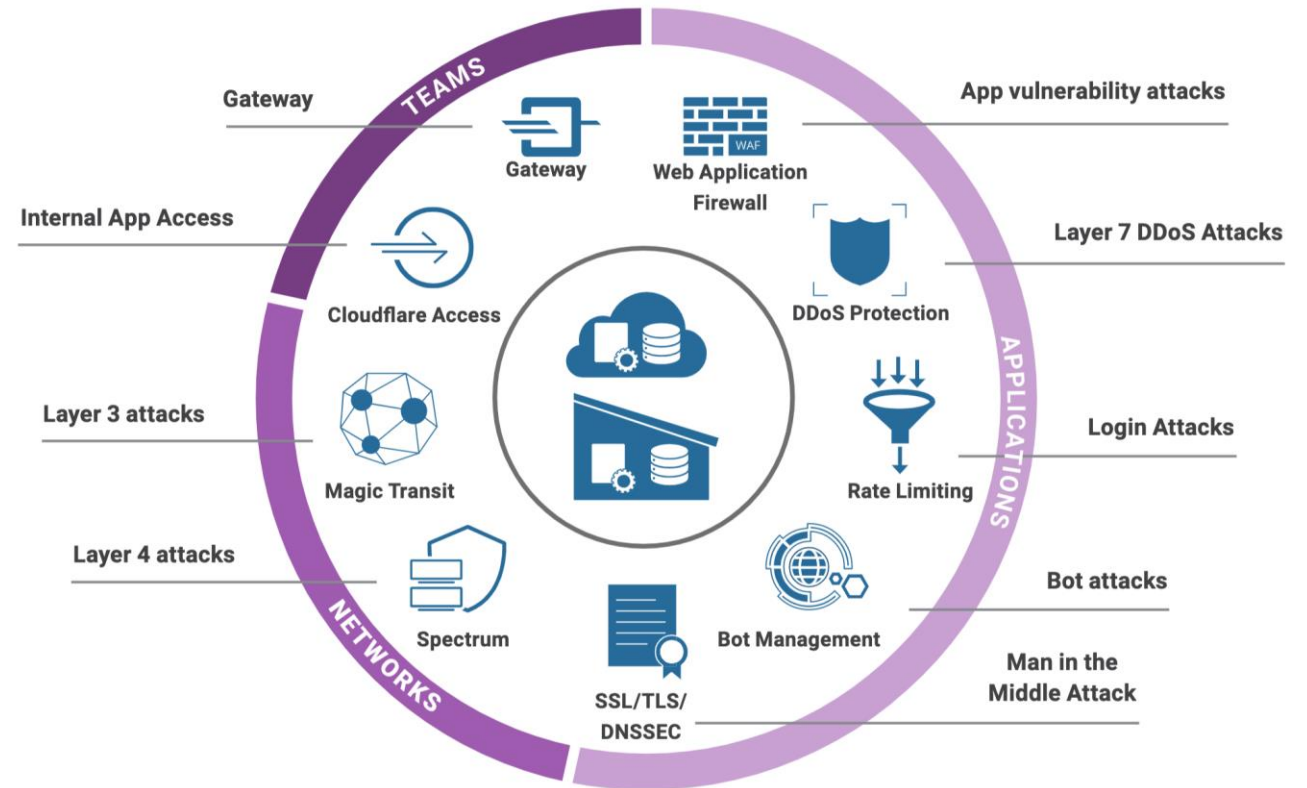 TEAMS
Gateway
Gateway
Internal App Access
Cloudflare Access
Layer 3 attacks
Magic Transit
Layer 4 attacks
Spectrum
NETWORKS
App vulnerability attacks
WAF
Web Application
Firewall
Layer 7 DDoS Attacks
DDoS Protection
APPLICATIONS
Login Attacks
Rate Limiting
Bot attacks
Bot Management
Man in the
Middle Attack
SSL/TLS/
DNSSEC